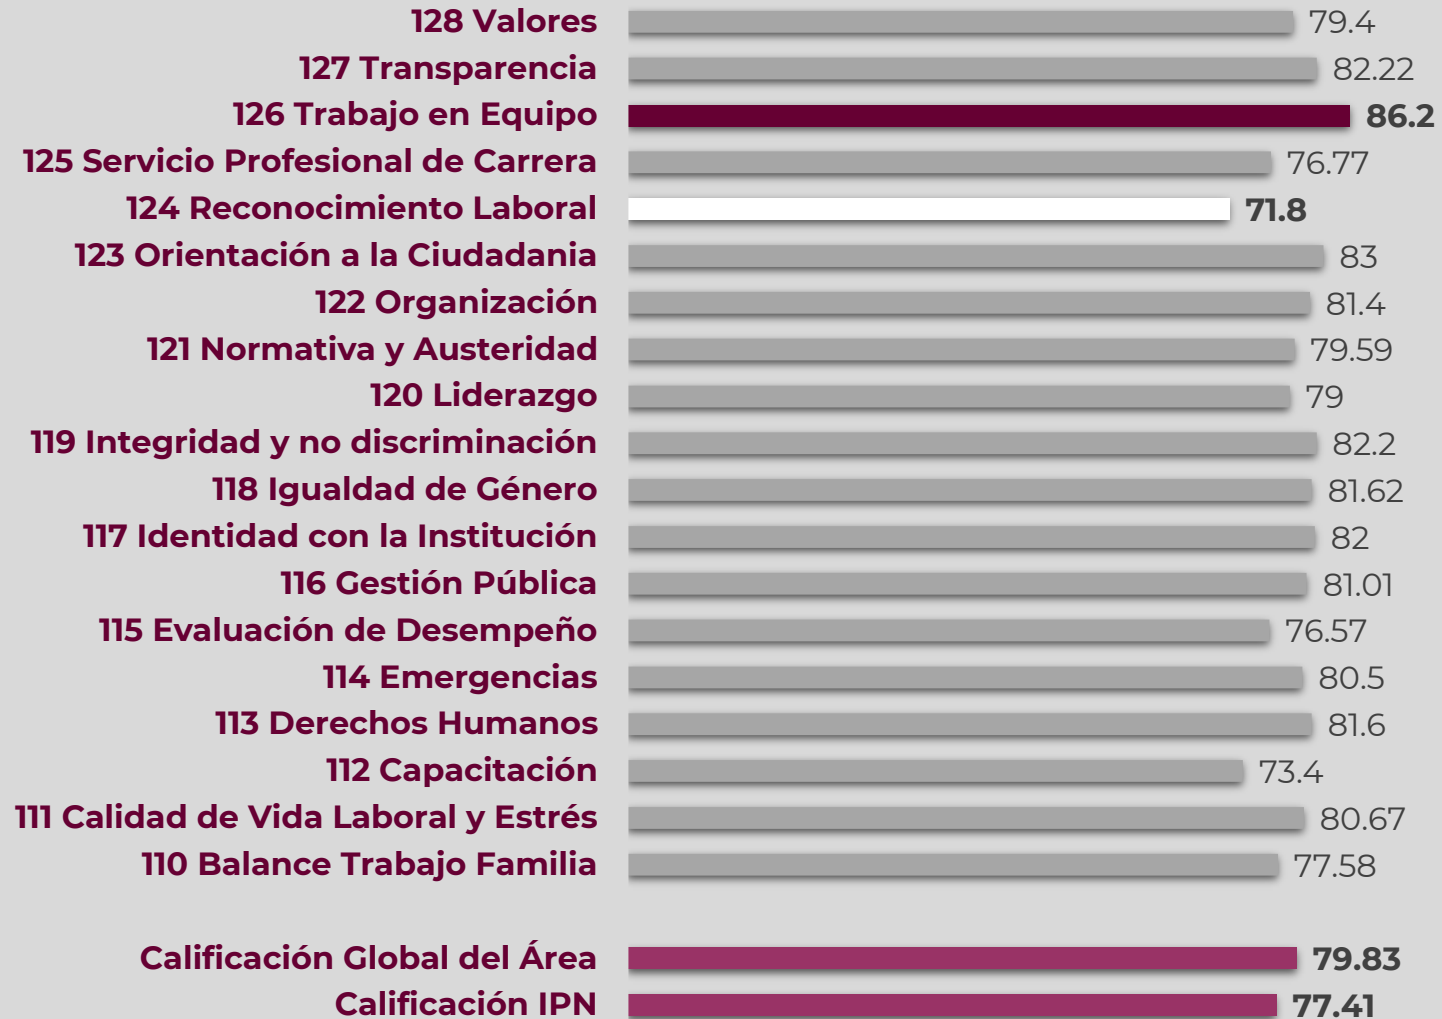 128 Valores 79.4
127 Transparencia 82.22
126 Trabajo en Equipo 86.2
125 Servicio Profesional de Carrera 76.77
124 Reconocimiento Laboral 71.8
123 Orientación a la Ciudadania 83
122 Organización 81.4
121 Normativa y Austeridad 79.59
120 Liderazgo 79
119 Integridad y no discriminación 82.2
118 Igualdad de Género 81.62
117 Identidad con la Institución 82
116 Gestión Pública 81.01
115 Evaluación de Desempeño 76.57
114 Emergencias 80.5
113 Derechos Humanos 81.6
112 Capacitación 73.4
111 Calidad de Vida Laboral y Estrés 80.67
110 Balance Trabajo Familia 77.58
Calificación Global del Área 79.83
Calificación IPN 77.41